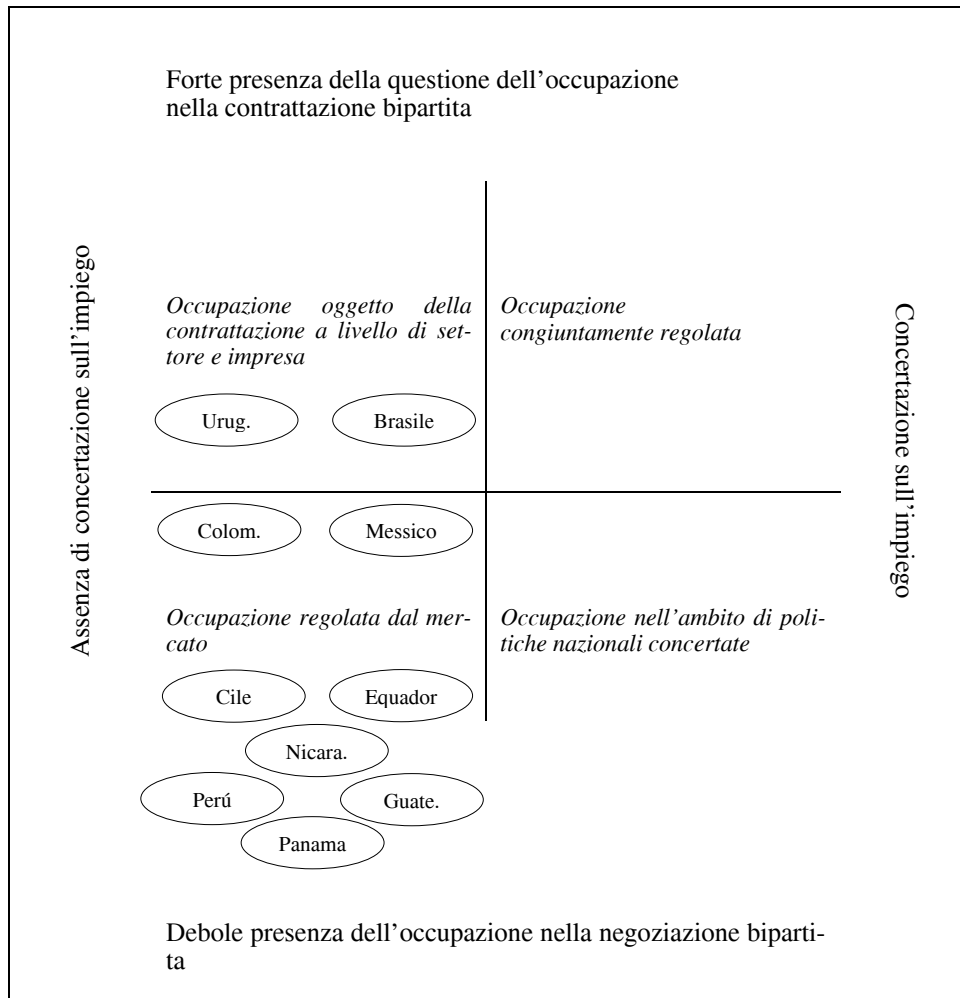 Forte presenza della questione dell'occupazione
nella contrattazione bipartita
Assenza di concertazione sull'impiego
Occupazione oggetto della
contrattazione a livello di set-
tore e impresa
Occupazione
congiuntamente regolata
Concertazione sull'impiego
Urug.
Brasile
Colom.
Messico
Occupazione regolata dal mer-
cato
Occupazione nell'ambito di poli-
tiche nazionali concertate
Cile
Equador
Nicara.
Perú
Guate.
Panama
Debole presenza dell'occupazione nella negoziazione biparti-
ta